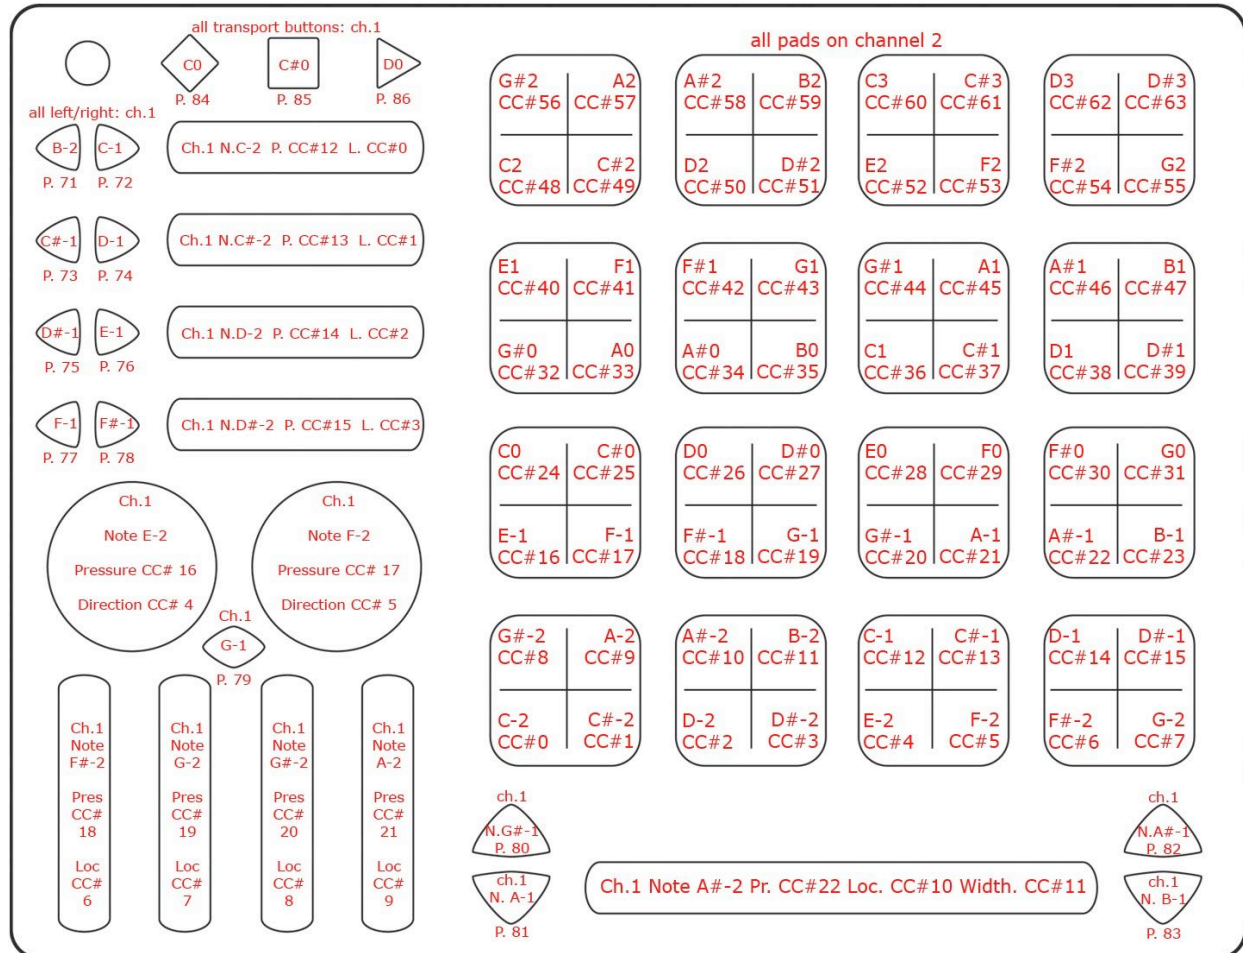 all transport buttons: ch.1
C0 C#0 D0
P. 84 P. 85 P. 86
all left/right: ch.1
B-2 C-1
P. 71 P. 72
Ch.1 N.C-2 P. CC#12 L. CC#0
C#-1 D-1
P. 73 P. 74
Ch.1 N.C#-2 P. CC#13 L. CC#1
D#-1 E-1
P. 75 P. 76
Ch.1 N.D-2 P. CC#14 L. CC#2
F-1 F#-1
P. 77 P. 78
Ch.1 N.D#-2 P. CC#15 L. CC#3
Ch.1
Note E-2
Pressure CC# 16
Direction CC# 4
Ch.1
Note F-2
Pressure CC# 17
Direction CC# 5
Ch.1
G-1
P. 79
Ch.1
Note
F#-2
Pres
CC#
18
Loc
CC#
6
Ch.1
Note
G-2
Pres
CC#
19
Loc
CC#
7
Ch.1
Note
G#-2
Pres
CC#
20
Loc
CC#
8
Ch.1
Note
A-2
Pres
CC#
21
Loc
CC#
9
all pads on channel 2
G#2 A2 A#2 B2 C3 C#3 D3 D#3
CC#56 CC#57 CC#58 CC#59 CC#60 CC#61 CC#62 CC#63
C2 C#2 D2 D#2 E2 F2 F#2 G2
CC#48 CC#49 CC#50 CC#51 CC#52 CC#53 CC#54 CC#55
E1 F1 F#1 G1 G#1 A1 A#1 B1
CC#40 CC#41 CC#42 CC#43 CC#44 CC#45 CC#46 CC#47
G#0 A0 A#0 B0 C1 C#1 D1 D#1
CC#32 CC#33 CC#34 CC#35 CC#36 CC#37 CC#38 CC#39
C0 C#0 D0 D#0 E0 F0 F#0 G0
CC#24 CC#25 CC#26 CC#27 CC#28 CC#29 CC#30 CC#31
E-1 F-1 F#-1 G-1 G#-1 A-1 A#-1 B-1
CC#16 CC#17 CC#18 CC#19 CC#20 CC#21 CC#22 CC#23
G#-2 A-2 A#-2 B-2 C-1 C#-1 D-1 D#-1
CC#8 CC#9 CC#10 CC#11 CC#12 CC#13 CC#14 CC#15
C-2 C#-2 D-2 D#-2 E-2 F-2 F#-2 G-2
CC#0 CC#1 CC#2 CC#3 CC#4 CC#5 CC#6 CC#7
ch.1
N.G#-1
P. 80
ch.1
N. A-1
P. 81
Ch.1 Note A#-2 Pr. CC#22 Loc. CC#10 Width. CC#11
ch.1
N.A#-1
P. 82
ch.1
N. B-1
P. 83